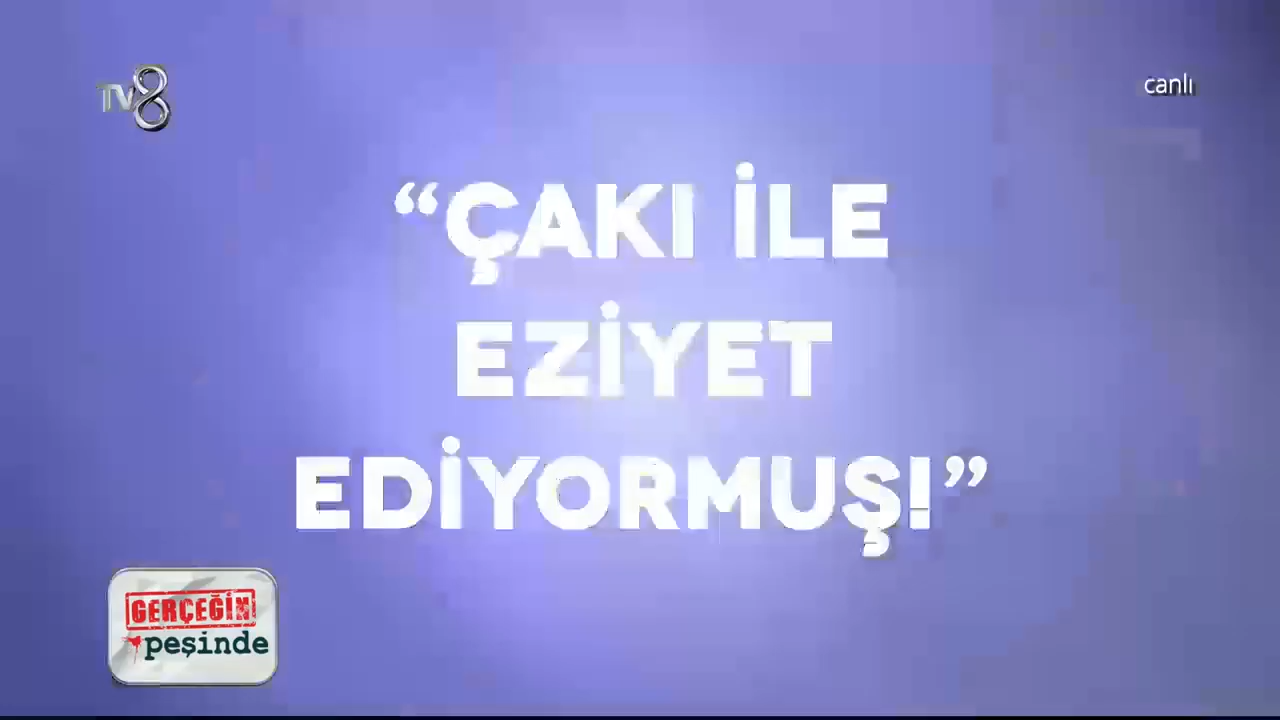 TV8
canlı
“ÇAKI İLE
EZİYET
EDİYORMUŞ!”
GERÇEĞİN
peşinde